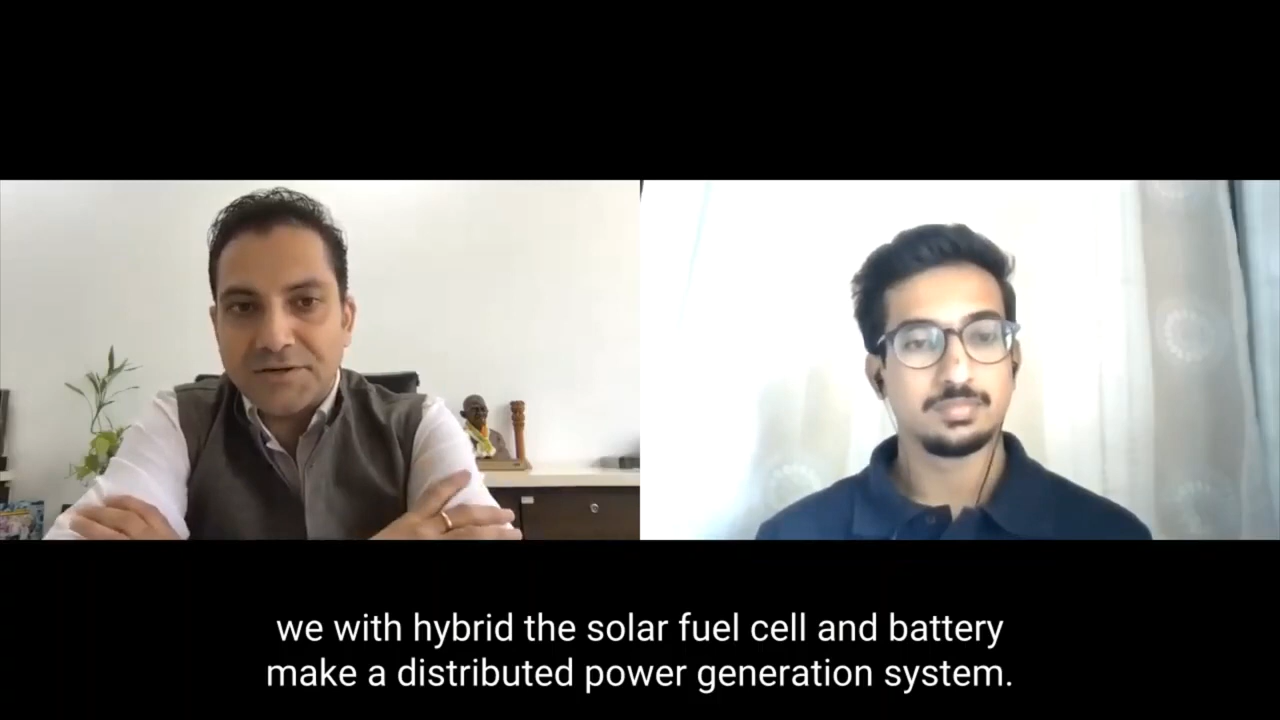 we with hybrid the solar fuel cell and battery
make a distributed power generation system.